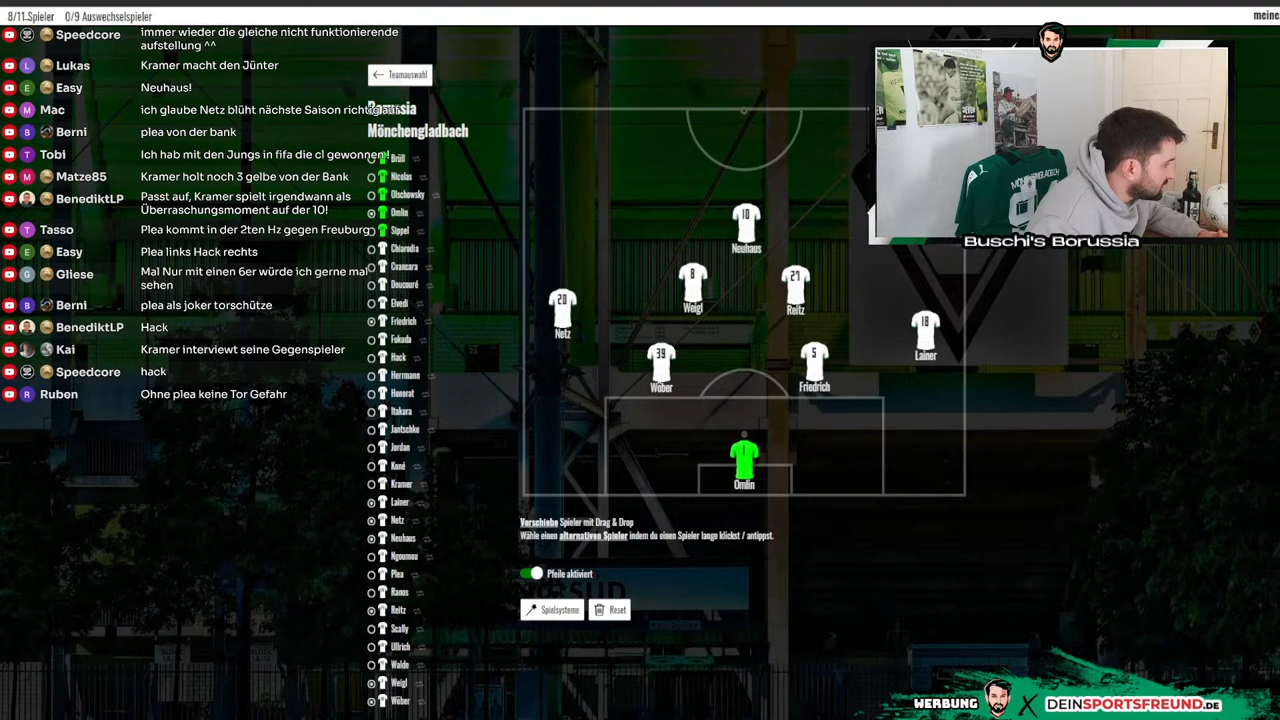 8/11 Spieler 0/9 Auswechselspieler
meine
Speedcore immer weder die gleiche nicht funktionierende
aufstellung ^^
Lukas Kramer macht den Jünter
Easy Neuhaus!
Mac ich glaube Netz blüht nächste Saison richtig auf
Berni plea von der bank
Tobi Ich hab mit den Jungs in fifa die cl gewonnen!
Matze85 Kramer holt noch 3 gelbe von der Bank
BenediktLP Passt auf, Kramer spielt irgendwann als
Überraschungsmoment auf der 10!
Tasso Plea kommt in der 2ten Hz gegen Freuburg
Easy Plea links Hack rechts
Gliese Ma! Nur mit einen 6er würde ich gerne mal
sehen
Berni plea als joker torschütze
BenediktLP Hack
Kai Kramer interviewt seine Gegenspieler
Speedcore hack
Ruben Ohne plea keine Tor Gefahr
← Teamauswahl
Borussia
Mönchengladbach
Brüll
Nicolas
Olschowsky
Omlin
Sippel
Chiarodia
Cvancara
Doucouré
Elvedi
Friedrich
Fukuda
Hack
Herrmann
Honorat
Itakura
Jantschke
Jordan
Koné
Kramer
Lainer
Netz
Neuhaus
Ngoumou
Plea
Ranos
Reitz
Scally
Ullrich
Walde
Weigl
Wöber
10
Neuhaus
8
Weigl
27
Reitz
20
Netz
18
Lainer
39
Wöber
5
Friedrich
1
Omlin
Verschiebe Spieler mit Drag & Drop
Wähle einen alternativen Spieler indem du einen Spieler lange klickst / antippst.
Pfeile aktiviert
Spielsysteme
Reset
Buschi's Borussia
WERBUNG X DEINSPORTSFREUND.DE